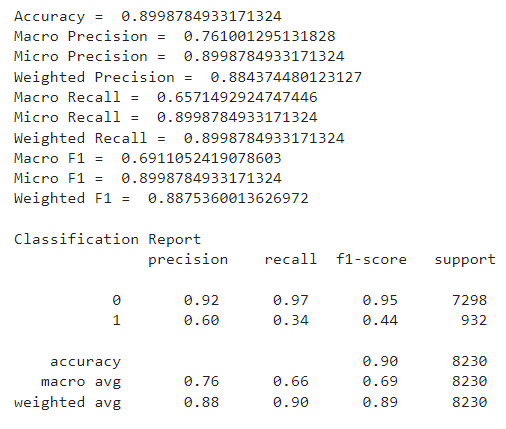 Accuracy =  0.8998784933171324
Macro Precision =  0.761001295131828
Micro Precision =  0.8998784933171324
Weighted Precision =  0.884374480123127
Macro Recall =  0.6571492924747446
Micro Recall =  0.8998784933171324
Weighted Recall =  0.8998784933171324
Macro F1 =  0.6911052419078603
Micro F1 =  0.8998784933171324
Weighted F1 =  0.8875360013626972
Classification Report
precision recall f1-score support
0 0.92 0.97 0.95 7298
1 0.60 0.34 0.44 932
accuracy 0.90 8230
macro avg 0.76 0.66 0.69 8230
weighted avg 0.88 0.90 0.89 8230